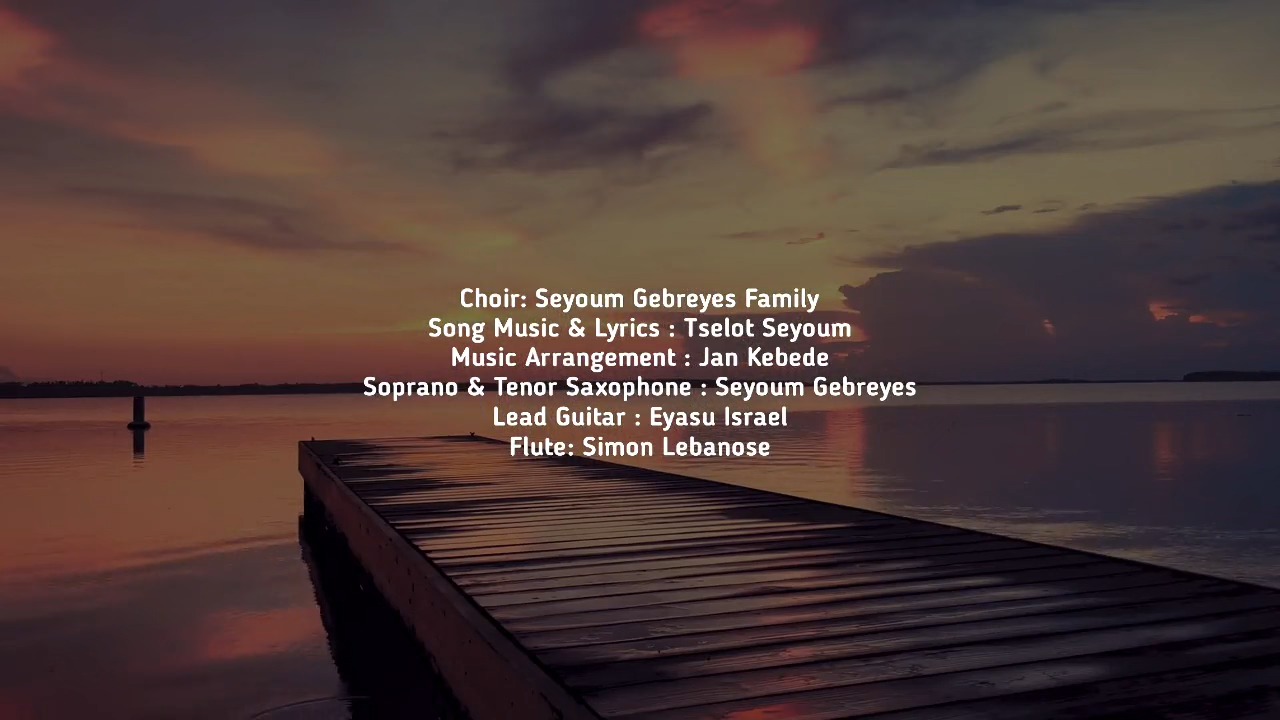 Choir: Seyoum Gebreyes Family
Song Music & Lyrics : Tselot Seyoum
Music Arrangement : Jan Kebede
Soprano & Tenor Saxophone : Seyoum Gebreyes
Lead Guitar : Eyasu Israel
Flute: Simon Lebanose